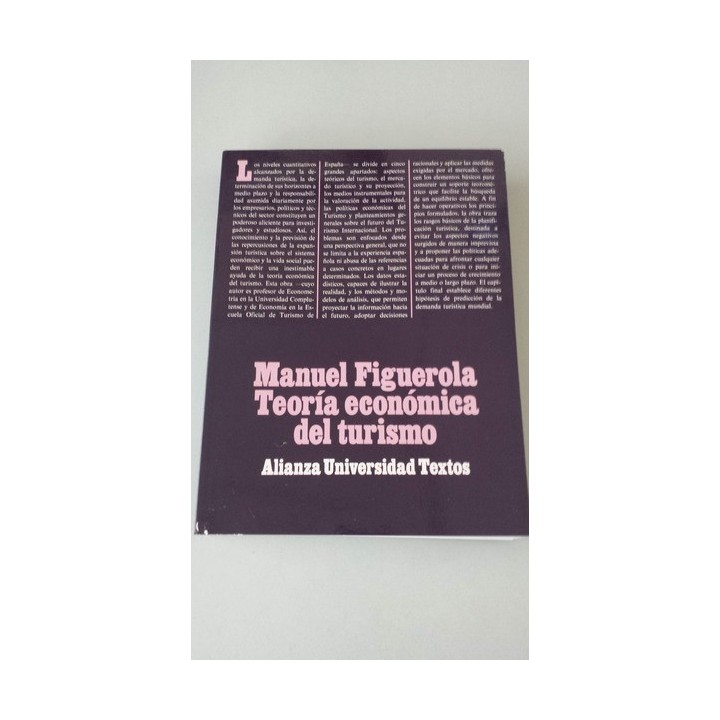 Los niveles cuantitativos
alcanzados por la de-
manda turística, la de-
terminación de sus horizontes a
medio plazo y la responsabili-
dad asumida diariamente por
los empresarios, políticos y téc-
nicos del sector constituyen un
poderoso aliciente para inves-
tigadores y estudiosos. Así, el
conocimiento y la previsión de
las repercusiones de la expan-
sión turística sobre el sistema
económico y la vida social pue-
den recibir una inestimable
ayuda de la teoría económica
del turismo. Esta obra —cuyo
autor es profesor de Econome-
tría en la Universidad Complu-
tense y de Economía en la Es-
cuela Oficial de Turismo de
España— se divide en cinco
grandes apartados: aspectos
teóricos del turismo, el merca-
do turístico y su proyección,
los medios instrumentales para
la valoración de la actividad,
las políticas económicas del
Turismo y planteamientos ge-
nerales sobre el futuro del Tu-
rismo Internacional. Los pro-
blemas son enfocados desde
una perspectiva general, que no
se limita a la experiencia espa-
ñola ni abusa de las referencias
a casos concretos en lugares
determinados. Los datos esta-
dísticos, capaces de ilustrar la
realidad, y los métodos y mo-
delos de análisis, que permiten
proyectar la información hacia
el futuro, adoptar decisiones
racionales y aplicar las medidas
exigidas por el mercado, ofre-
cen los elementos básicos para
construir un soporte teoromé-
trico que facilite la búsqueda
de un equilibrio estable. A fin
de hacer operativos los princi-
pios formulados, la obra traza
los rasgos básicos de la planifi-
cación turística, destinada a
evitar los aspectos negativos
surgidos de manera imprevista
y a proponer las políticas ade-
cuadas para afrontar cualquier
situación de crisis o para ini-
ciar un proceso de crecimiento
a medio o largo plazo. El capí-
tulo final establece diferentes
hipótesis de predicción de la
demanda turística mundial.
Manuel Figuerola
Teoría económica
del turismo
Alianza Universidad Textos